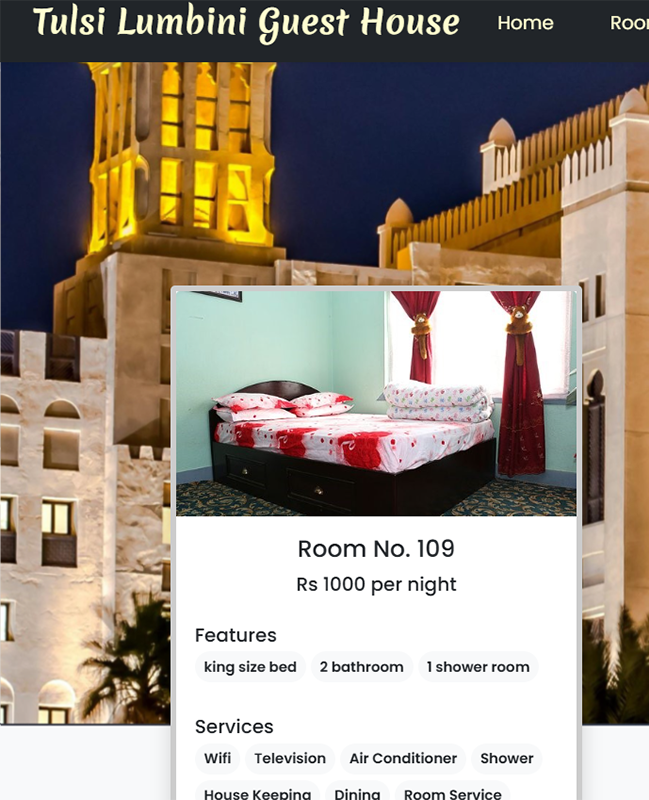 Tulsi Lumbini Guest House Home
Room No. 109
Rs 1000 per night
Features
king size bed 2 bathroom 1 shower room
Services
Wifi Television Air Conditioner Shower
House Keeping Dining Room Service